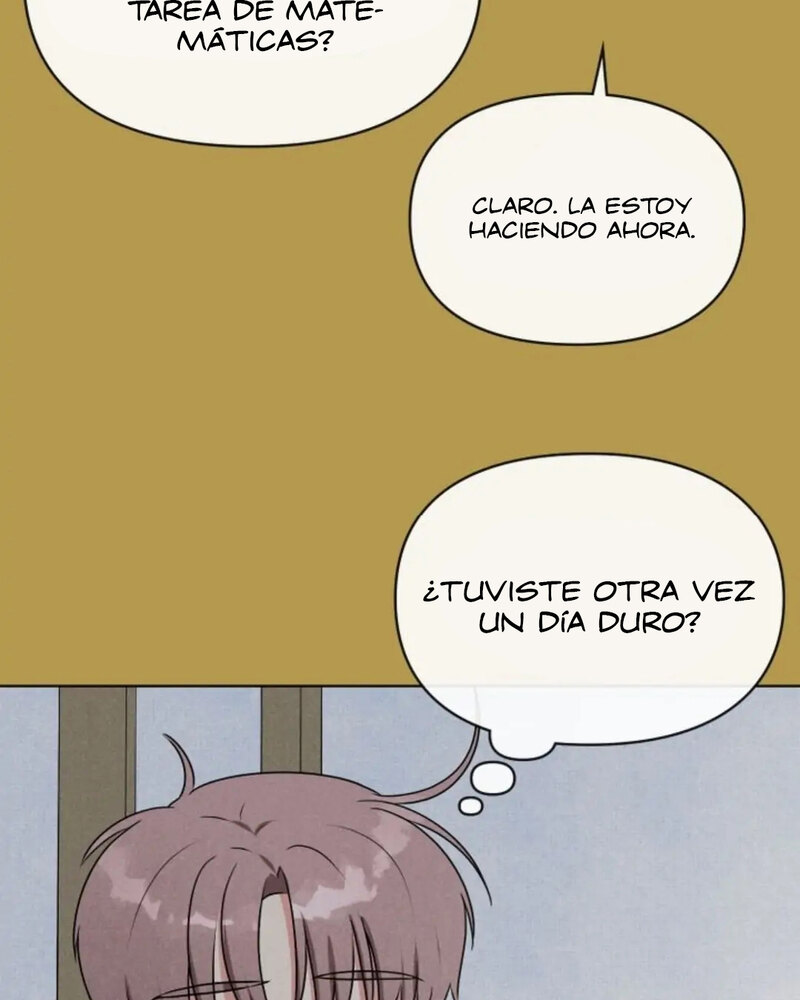 TAREA DE MATE-
MÁTICAS?
CLARO. LA ESTOY
HACIENDO AHORA.
¿TUVISTE OTRA VEZ
UN DÍA DURO?